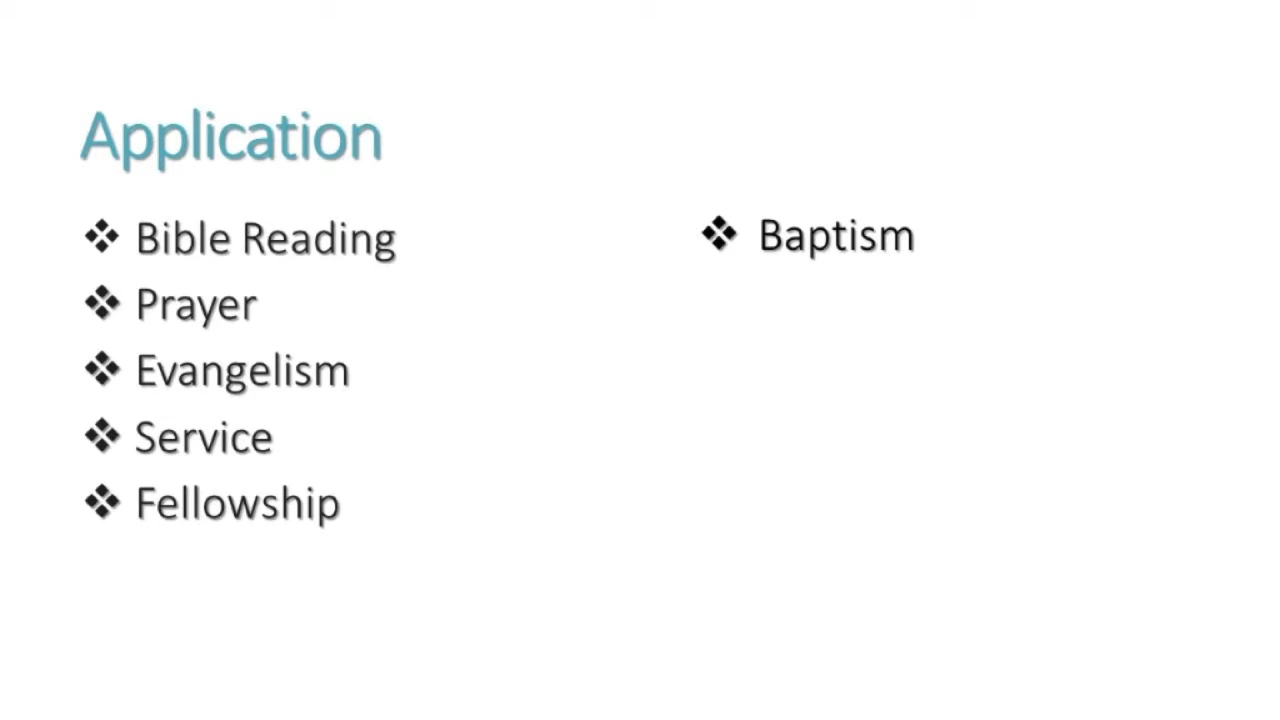 Application
❖ Bible Reading
❖ Prayer
❖ Evangelism
❖ Service
❖ Fellowship
❖ Baptism